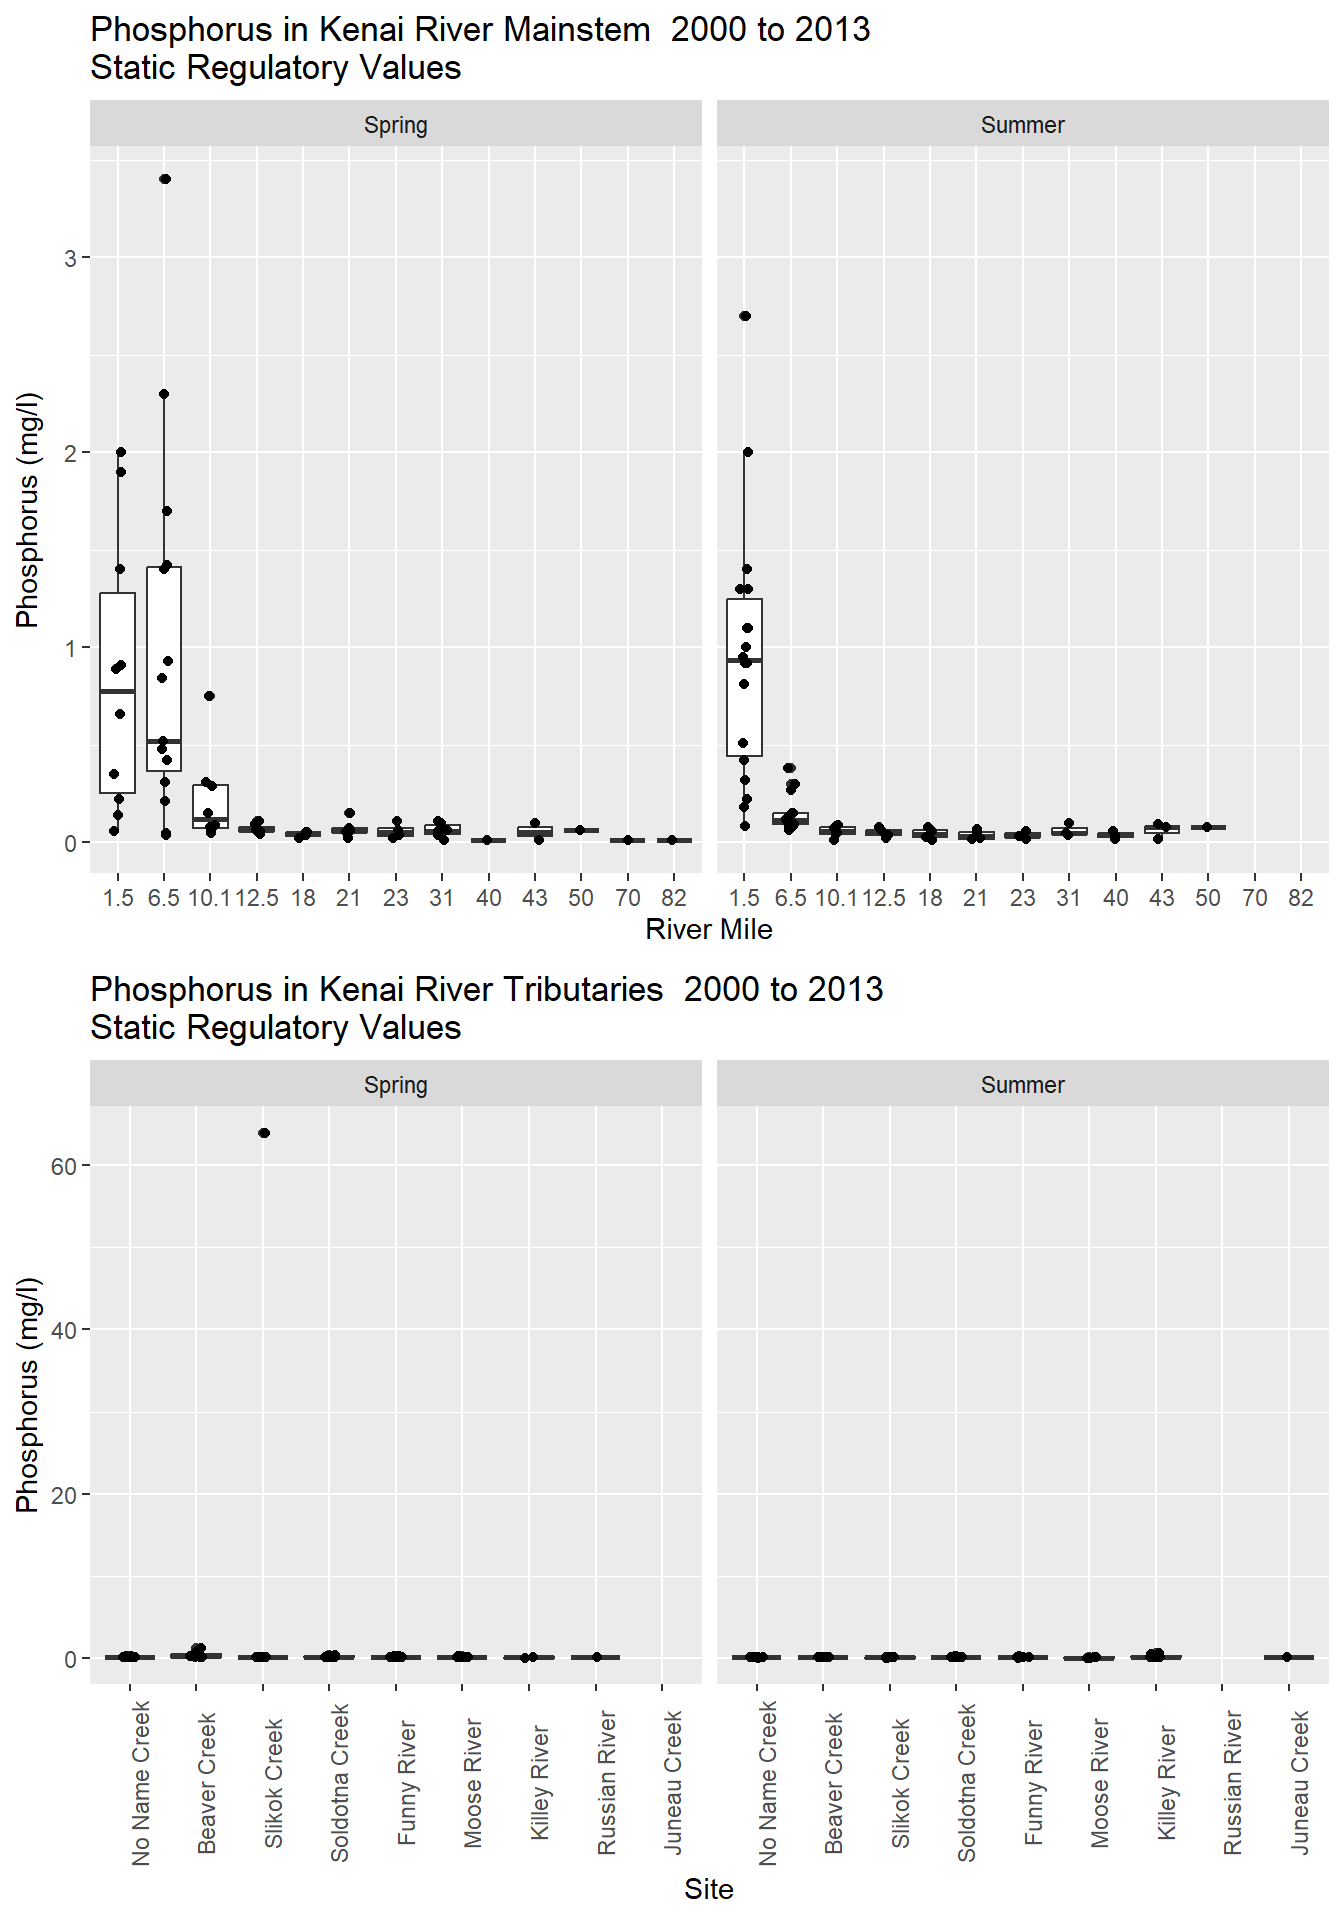 Phosphorus in Kenai River Mainstem  2000 to 2013
Static Regulatory Values
Spring Summer
Phosphorus (mg/l)
3
2
1
0
1.5 6.5 10.1 12.5 18 21 23 31 40 43 50 70 82 1.5 6.5 10.1 12.5 18 21 23 31 40 43 50 70 82
River Mile
Phosphorus in Kenai River Tributaries  2000 to 2013
Static Regulatory Values
Spring Summer
Phosphorus (mg/l)
60
40
20
0
No Name Creek
Beaver Creek
Slikok Creek
Soldotna Creek
Funny River
Moose River
Killey River
Russian River
Juneau Creek
No Name Creek
Beaver Creek
Slikok Creek
Soldotna Creek
Funny River
Moose River
Killey River
Russian River
Juneau Creek
Site